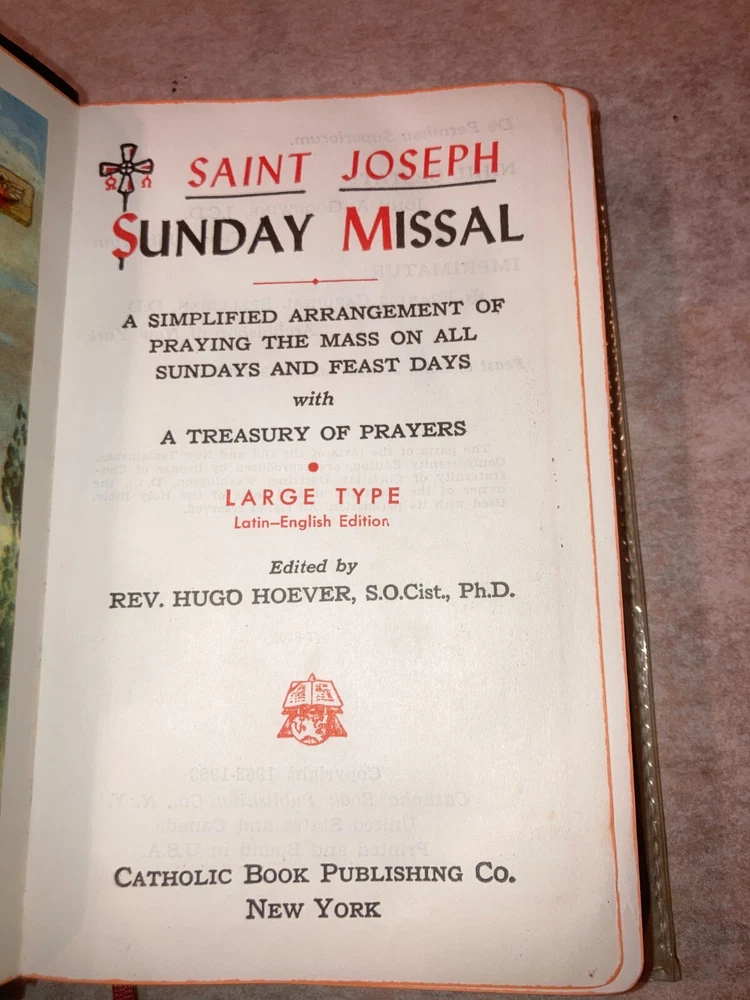 SAINT JOSEPH
SUNDAY MISSAL
A SIMPLIFIED ARRANGEMENT OF
PRAYING THE MASS ON ALL
SUNDAYS AND FEAST DAYS
with
A TREASURY OF PRAYERS
LARGE TYPE
Latin–English Edition
Edited by
REV. HUGO HOEVER, S.O.Cist., Ph.D.
CATHOLIC BOOK PUBLISHING CO.
NEW YORK